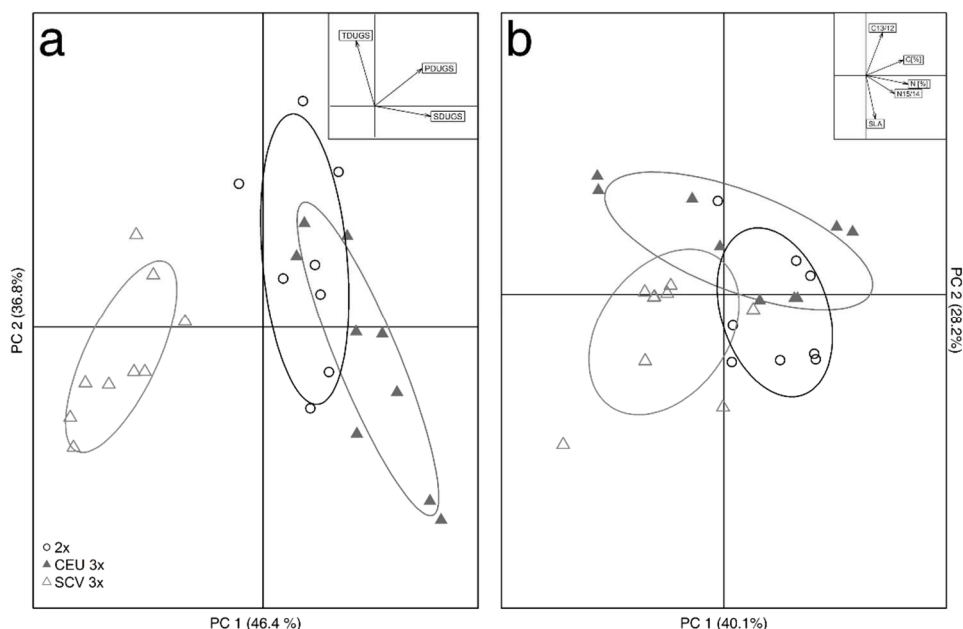 a
TDUGS
PDUGS
SDUGS
PC 2 (36.8%)
2x
CEU 3x
SCV 3x
PC 1 (46.4 %)
b
C13/12
C[%]
N [%]
N15/14
SLA
PC 2 (28.2%)
PC 1 (40.1%)